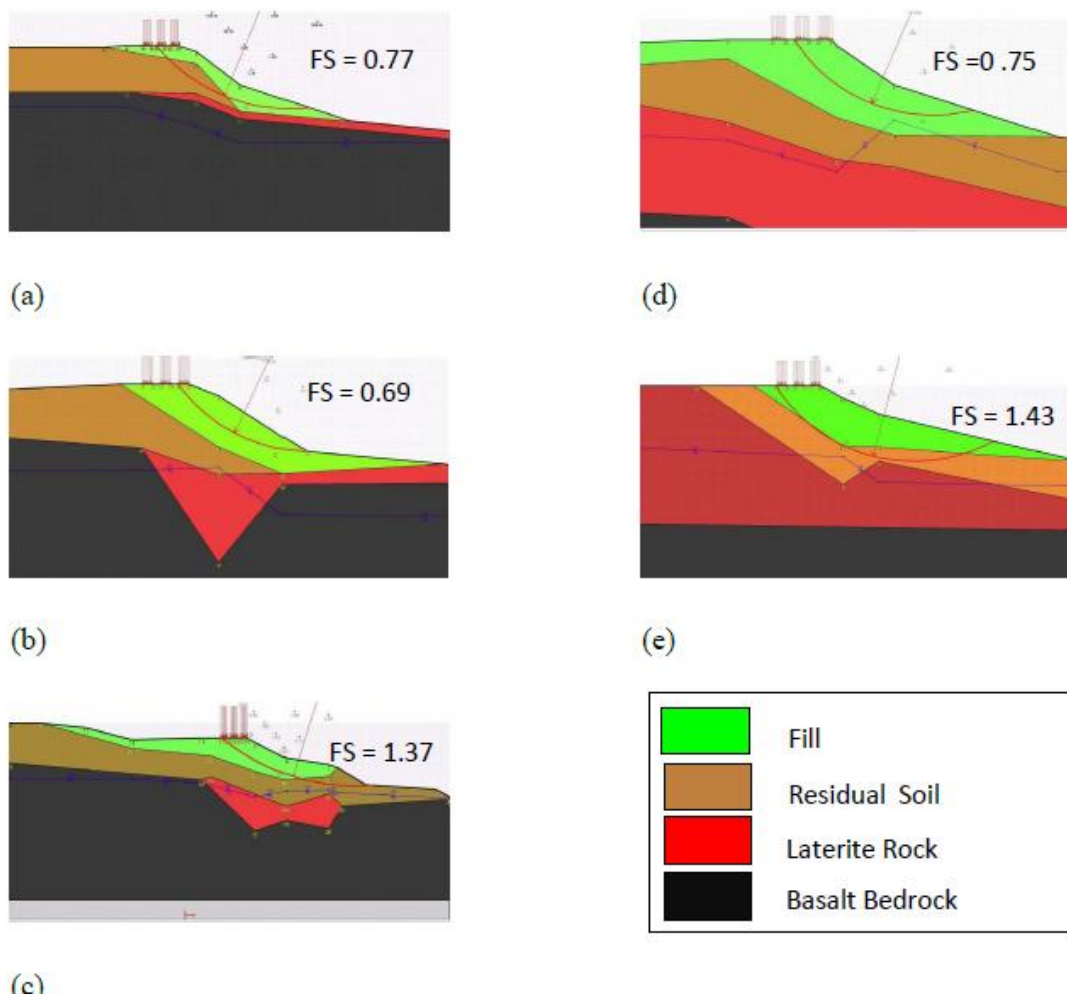 FS = 0.77
(a)
FS =0 .75
(d)
FS = 0.69
(b)
FS = 1.43
(e)
FS = 1.37
(c)
Fill
Residual Soil
Laterite Rock
Basalt Bedrock